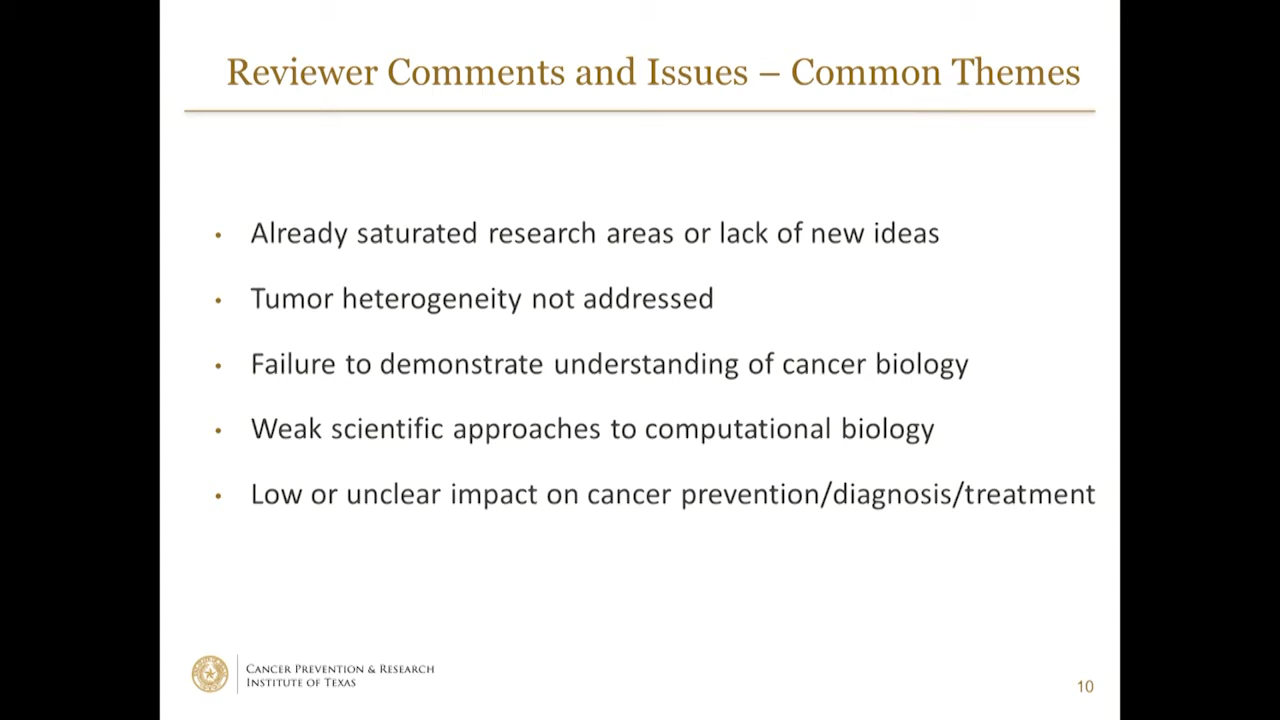 Reviewer Comments and Issues – Common Themes
• Already saturated research areas or lack of new ideas
• Tumor heterogeneity not addressed
• Failure to demonstrate understanding of cancer biology
• Weak scientific approaches to computational biology
• Low or unclear impact on cancer prevention/diagnosis/treatment
CANCER PREVENTION & RESEARCH
INSTITUTE OF TEXAS
10